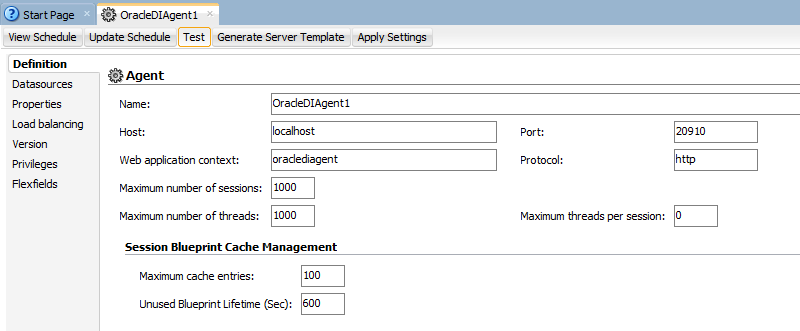 Start Page
OracleDIAgent1
View Schedule Update Schedule Test Generate Server Template Apply Settings
Definition
Datasources
Properties
Load balancing
Version
Privileges
Flexfields
Agent
Name: OracleDIAgent1
Host: localhost Port: 20910
Web application context: oraclediagent Protocol: http
Maximum number of sessions: 1000
Maximum number of threads: 1000 Maximum threads per session: 0
Session Blueprint Cache Management
Maximum cache entries: 100
Unused Blueprint Lifetime (Sec): 600